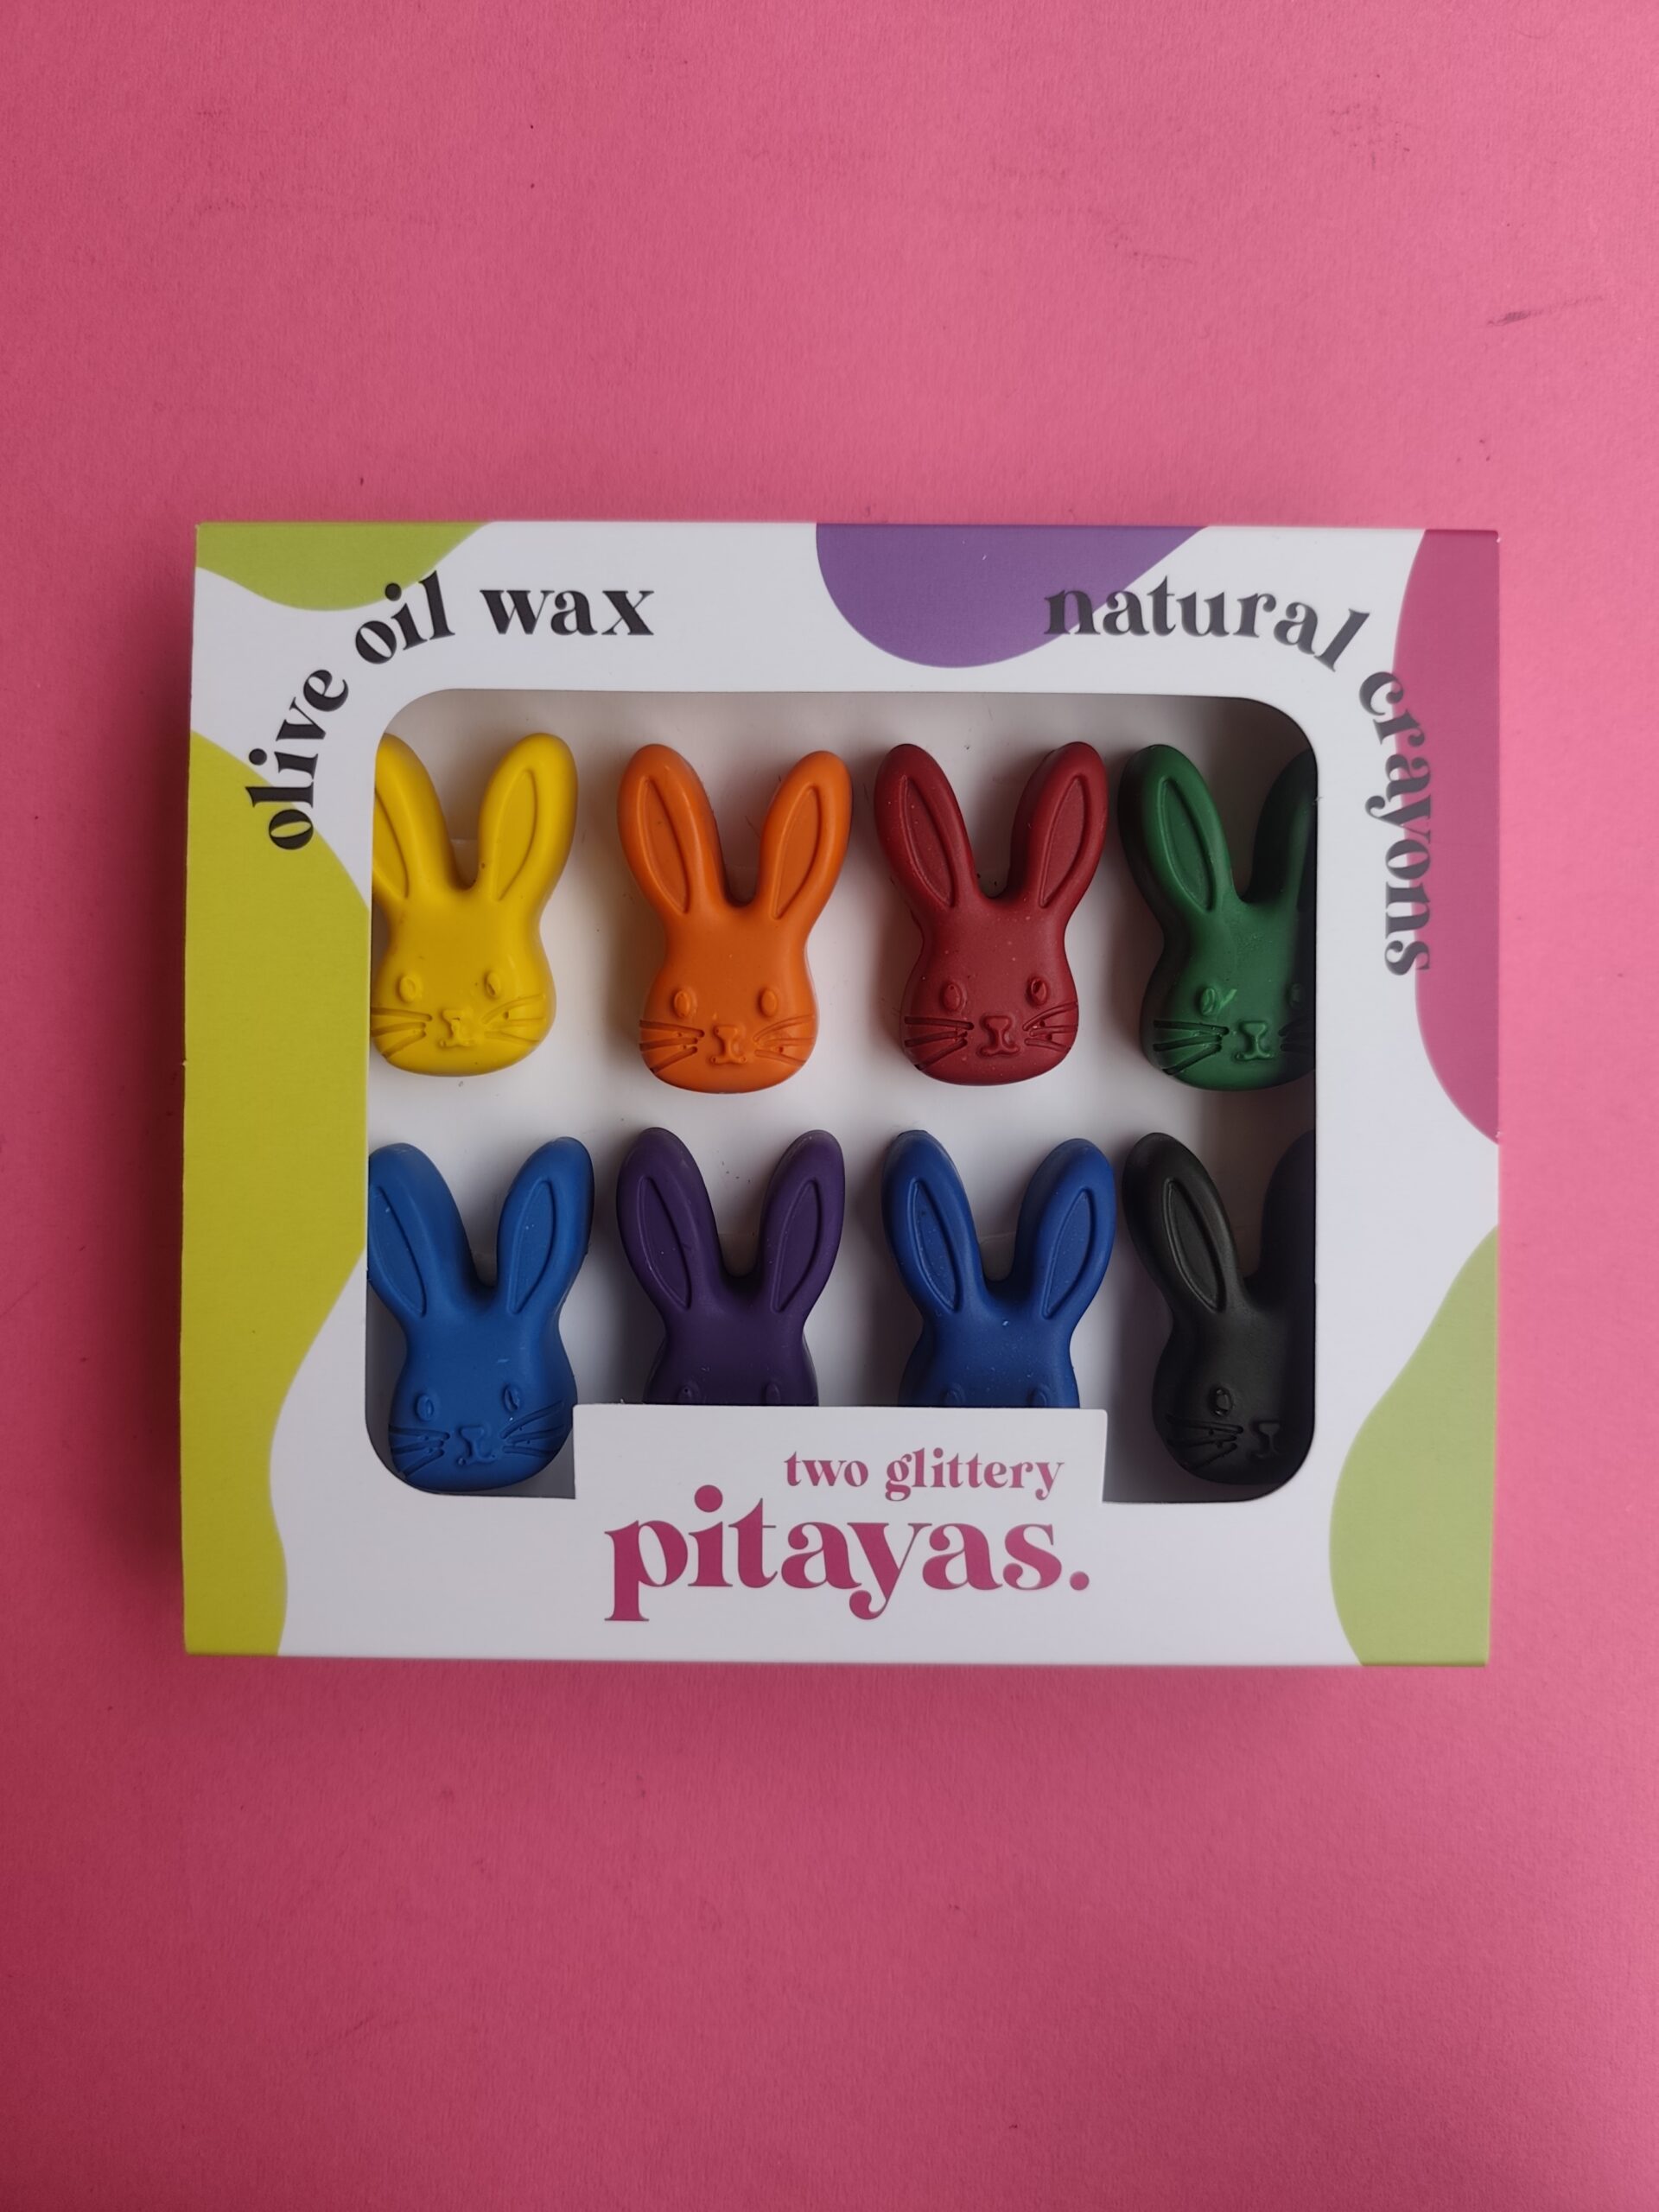 olive oil wax
natural crayons
two glittery
pitayas.